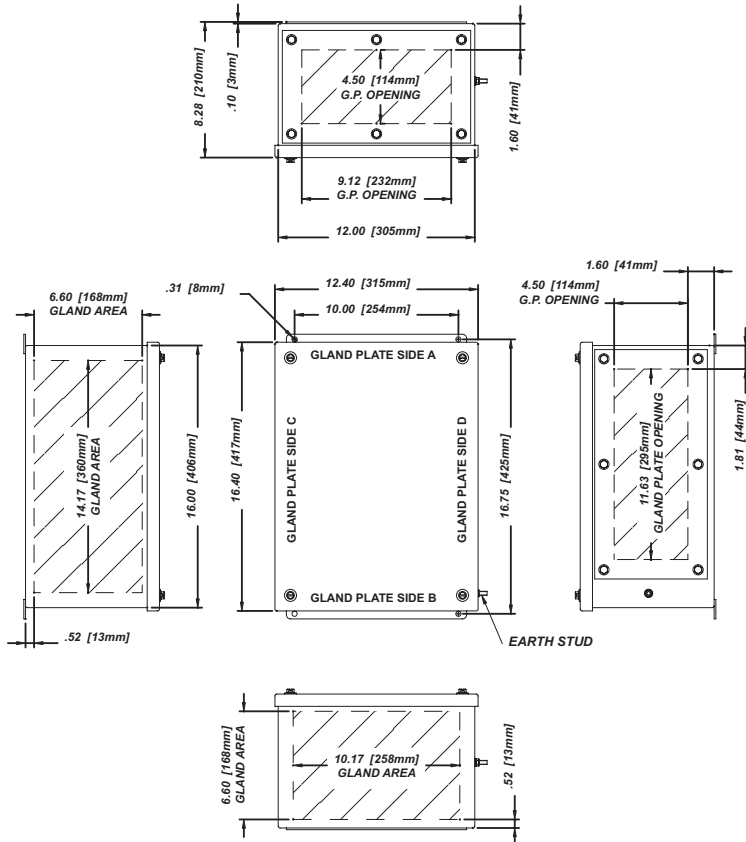 8.28 [210mm]
.10 [3mm]
4.50 [114mm]
G.P. OPENING
1.60 [41mm]
9.12 [232mm]
G.P. OPENING
12.00 [305mm]
6.60 [168mm]
GLAND AREA
.31 [8mm]
12.40 [315mm]
10.00 [254mm]
1.60 [41mm]
4.50 [114mm]
G.P. OPENING
14.17 [360mm]
GLAND AREA
16.00 [406mm]
16.40 [417mm]
GLAND PLATE SIDE A
GLAND PLATE SIDE C
GLAND PLATE SIDE D
GLAND PLATE SIDE B
16.75 [425mm]
11.63 [295mm]
GLAND PLATE OPENING
1.81 [44mm]
.52 [13mm]
EARTH STUD
6.60 [168mm]
GLAND AREA
10.17 [258mm]
GLAND AREA
.52 [13mm]